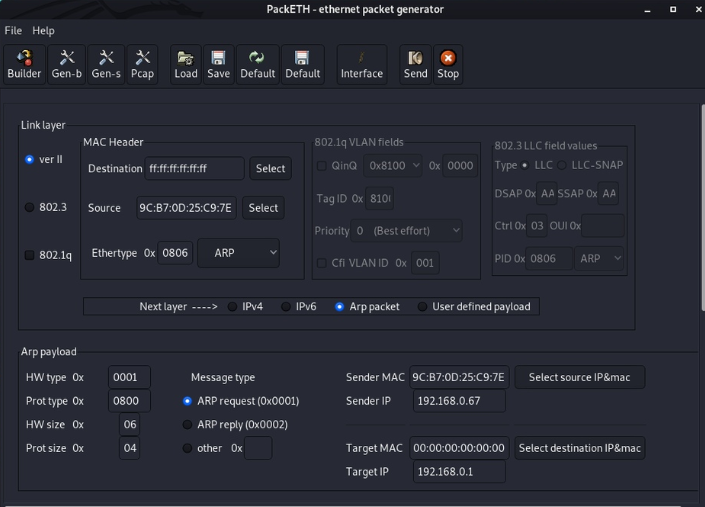 PackETH - ethernet packet generator
File Help
Builder Gen-b Gen-s Pcap Load Save Default Default Interface Send Stop
Link layer
ver II
802.3
802.1q
MAC Header
Destination ff:ff:ff:ff:ff:ff Select
Source 9C:B7:0D:25:C9:7E Select
Ethertype 0x 0806 ARP
802.1q VLAN fields
QinQ 0x8100 0x 0000
Tag ID 0x 810
Priority 0 (Best effort)
Cfi VLAN ID 0x 001
802.3 LLC field values
Type LLC LLC-SNAP
DSAP 0x AA SSAP 0x AA
Ctrl 0x 03 OUI 0x
PID 0x 0806 ARP
Next layer ----> IPv4 IPv6 Arp packet User defined payload
Arp payload
HW type 0x 0001
Prot type 0x 0800
HW size 0x 06
Prot size 0x 04
Message type
ARP request (0x0001)
ARP reply (0x0002)
other 0x
Sender MAC 9C:B7:0D:25:C9:7E Select source IP&mac
Sender IP 192.168.0.67
Target MAC 00:00:00:00:00:00 Select destination IP&mac
Target IP 192.168.0.1